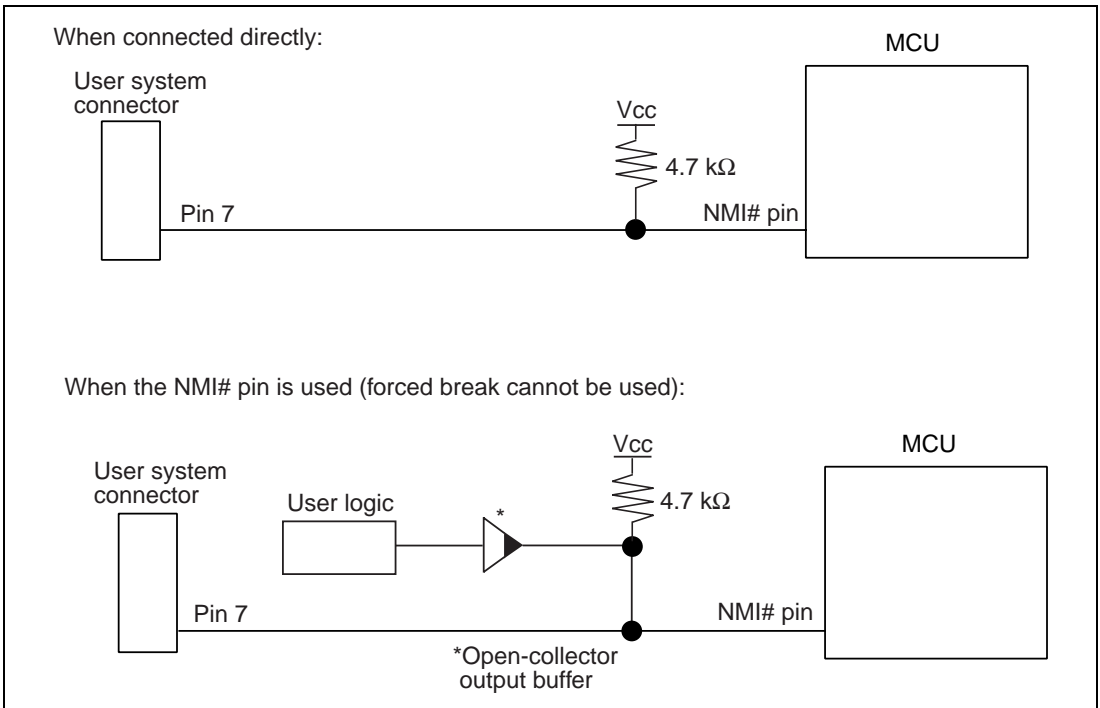 When connected directly:
MCU
User system
connector
Vcc
4.7 kΩ
Pin 7
NMI# pin
When the NMI# pin is used (forced break cannot be used):
MCU
User system
connector
Vcc
User logic
*
4.7 kΩ
Pin 7
NMI# pin
*Open-collector
output buffer